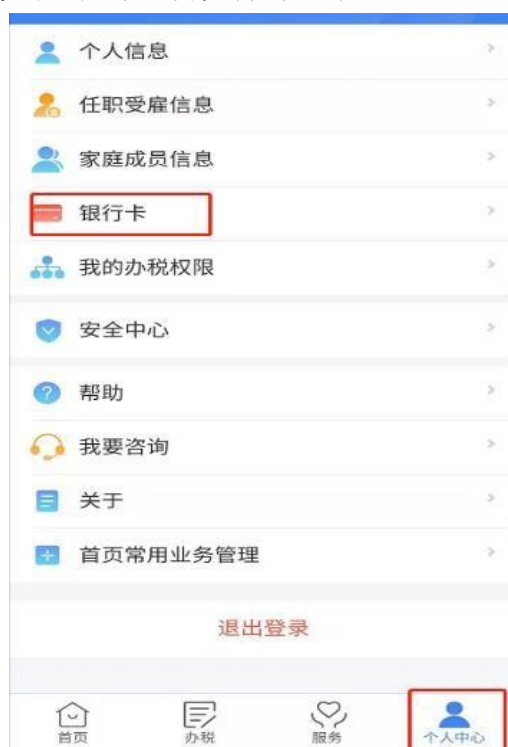 个人信息
任职受雇信息
家庭成员信息
银行卡
我的办税权限
安全中心
帮助
我要咨询
关于
首页常用业务管理
退出登录
首页 办税 服务 个人中心